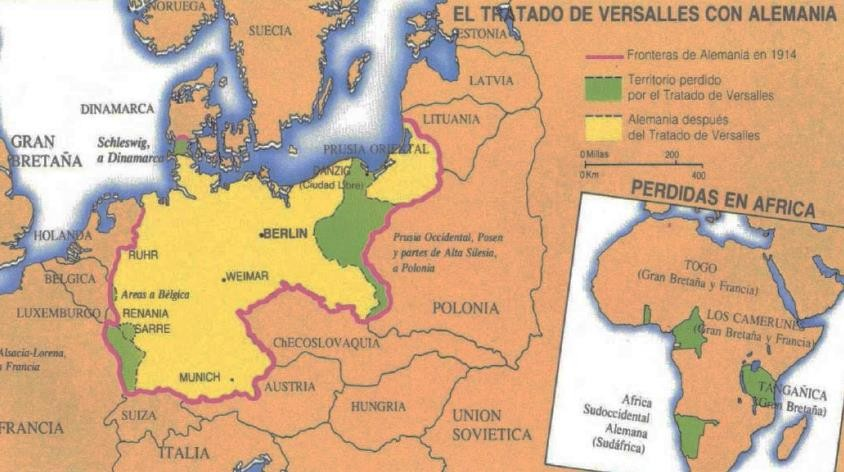 EL TRATADO DE VERSALLES CON ALEMANIA
Fronteras de Alemania en 1914
Territorio perdido
por el Tratado de Versalles
Alemania después
del Tratado de Versalles
0 Millas 200
0 Km 400
NORUEGA
SUECIA
ESTONIA
LATVIA
LITUANIA
DINAMARCA
GRAN
BRETAÑA
Schleswig,
a Dinamarca
PRUSIA ORIENTAL
DANZIG
(Ciudad Libre)
HOLANDA
BERLIN
RUHR
Prusia Occidental, Posen
y partes de Alta Silesia,
a Polonia
BELGICA
WEIMAR
Areas a Bélgica
LUXEMBURGO
RENANIA
SARRE
POLONIA
Alsacia-Lorena,
a Francia
ChECOSLOVAQUIA
MUNICH
AUSTRIA
SUIZA
HUNGRIA
FRANCIA
UNION
SOVIETICA
ITALIA
PERDIDAS EN AFRICA
TOGO
(Gran Bretaña y Francia)
LOS CAMERUNES
(Gran Bretaña y Francia)
TANGAÑICA
(Gran Bretaña)
Africa
Sudoccidental
Alemana
(Sudáfrica)